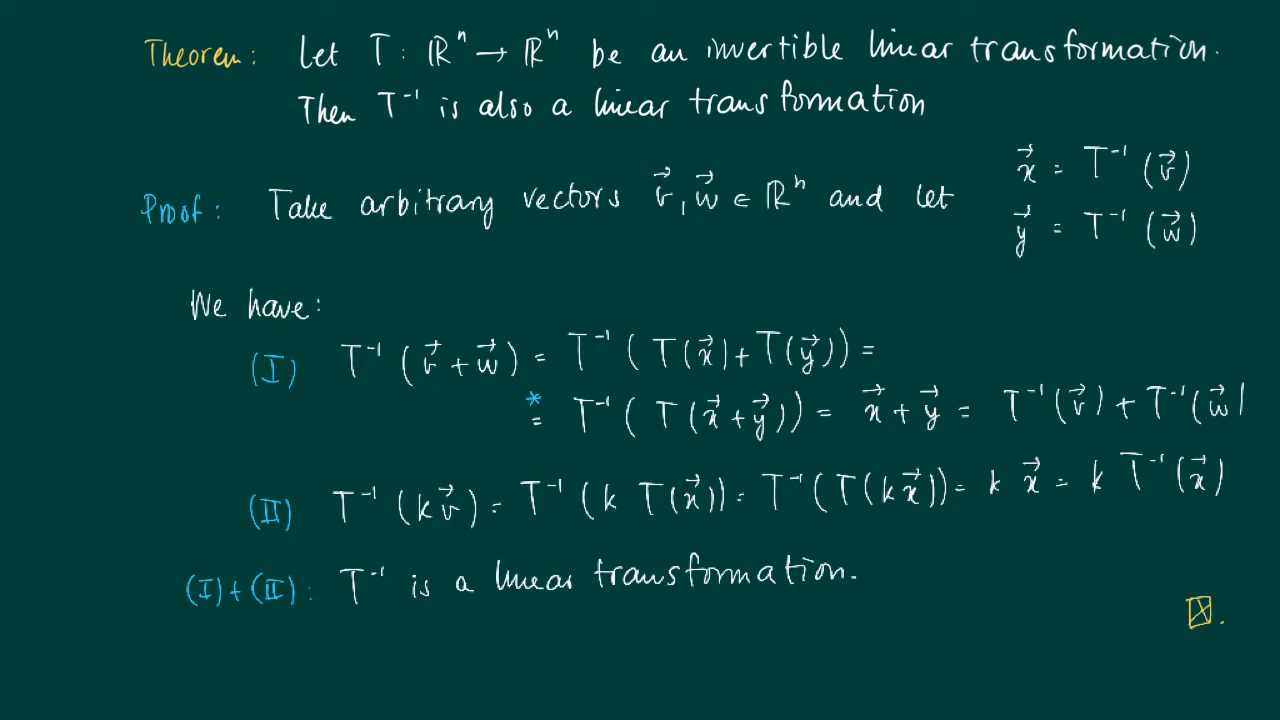 Theorem: Let T : ℝⁿ → ℝⁿ be an invertible linear transformation.
Then T⁻¹ is also a linear transformation
Proof: Take arbitrary vectors v⃗, w⃗ ∈ ℝⁿ and let x⃗ = T⁻¹(v⃗)
y⃗ = T⁻¹(w⃗)
We have:
(I) T⁻¹(v⃗ + w⃗) = T⁻¹(T(x⃗) + T(y⃗)) =
*= T⁻¹(T(x⃗ + y⃗)) = x⃗ + y⃗ = T⁻¹(v⃗) + T⁻¹(w⃗)
(II) T⁻¹(k v⃗) = T⁻¹(k T(x⃗)) = T⁻¹(T(k x⃗)) = k x⃗ = k T⁻¹(x⃗)
(I)+(II): T⁻¹ is a linear transformation.
☒.